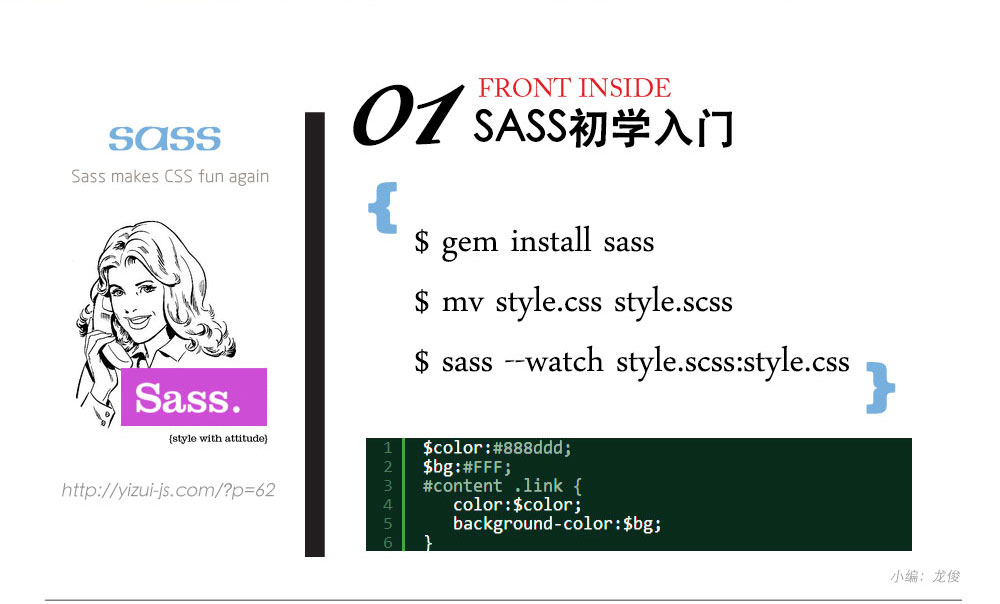 sass
Sass makes CSS fun again
Sass.
{style with attitude}
http://yizui-js.com/?p=62
01
FRONT INSIDE
SASS初学入门
{
$ gem install sass
$ mv style.css style.scss
$ sass --watch style.scss:style.css
}
1 $color:#888ddd;
2 $bg:#FFF;
3 #content .link {
4 color:$color;
5 background-color:$bg;
6 }
小编：龙俊